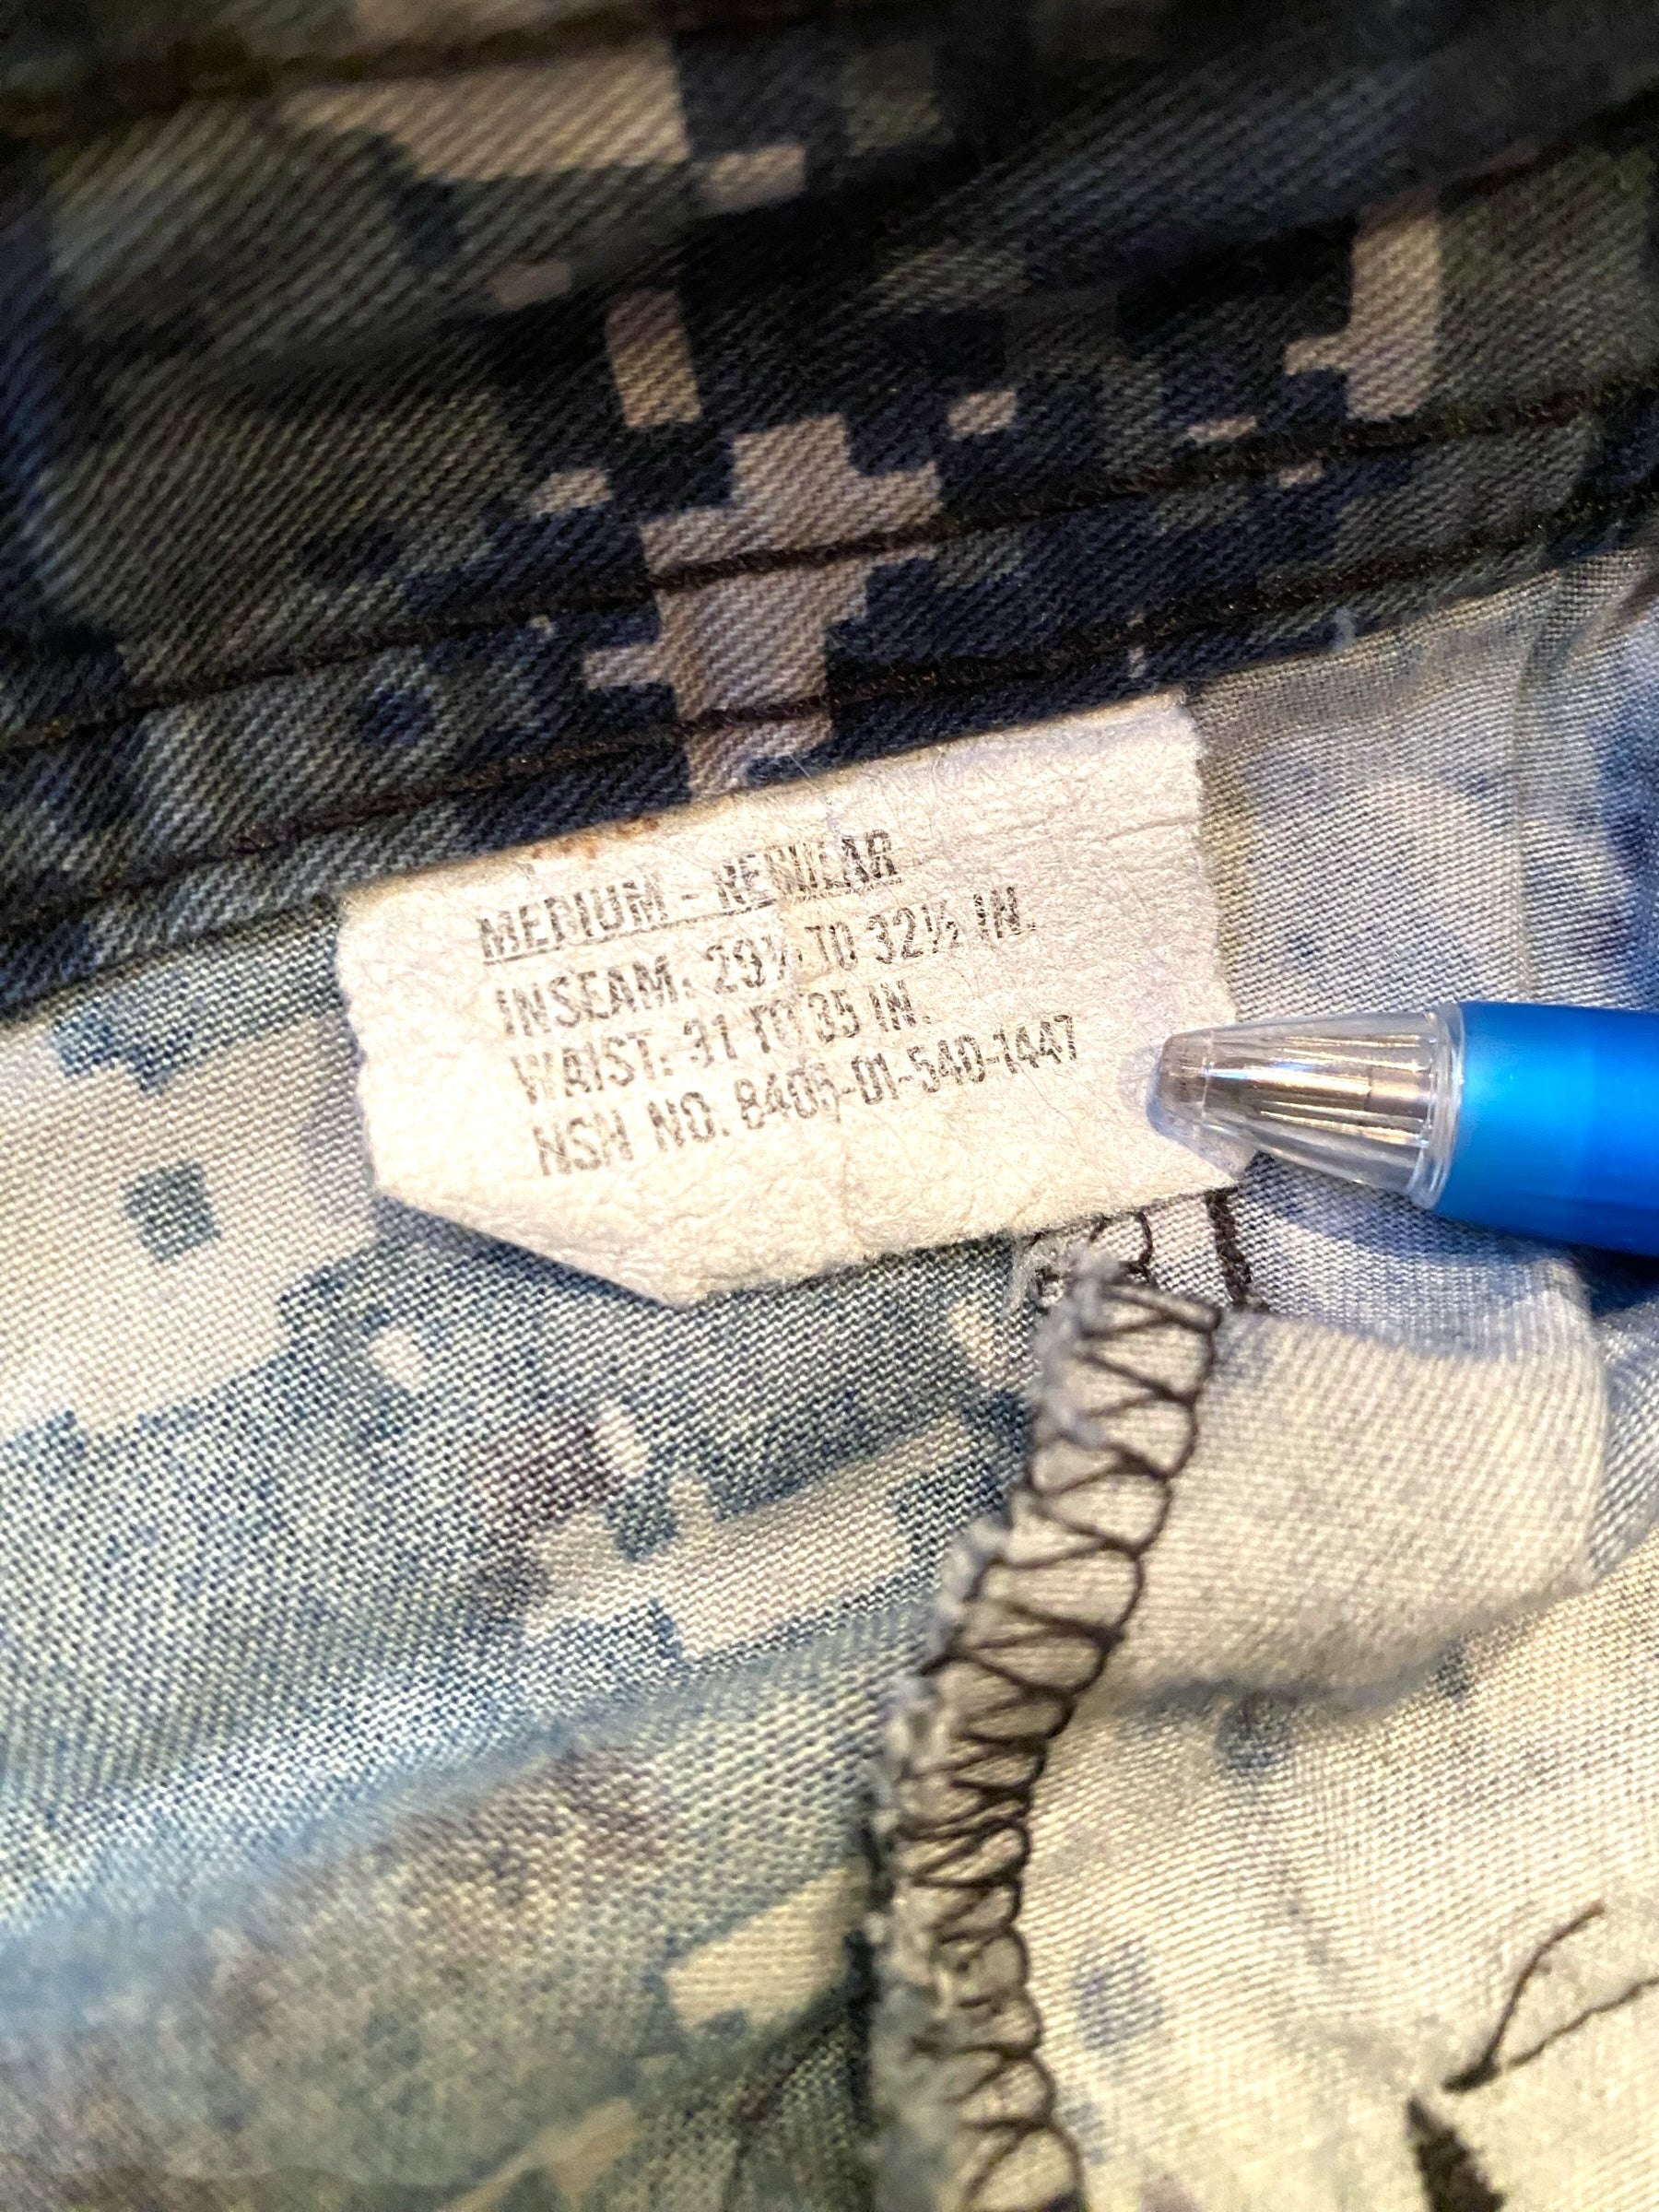 MEDIUM - REGULAR
INSEAM: 29½ TO 32½ IN.
WAIST: 31 TO 35 IN.
NSN NO. 8405-01-540-1447